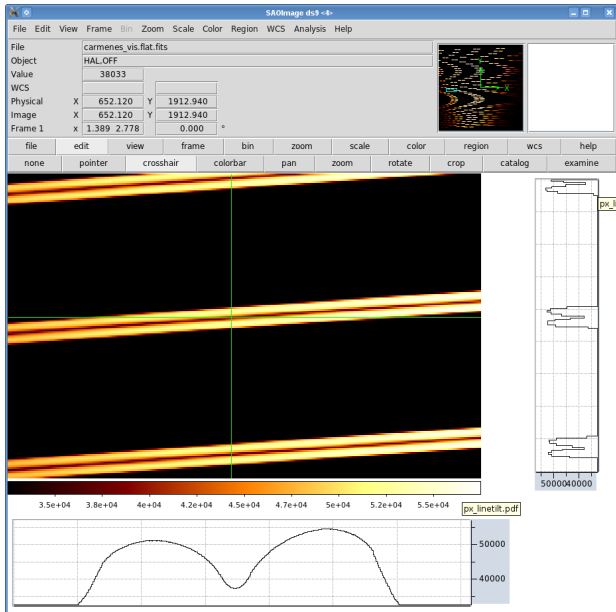 SAOImage ds9 <4>
File Edit View Frame Bin Zoom Scale Color Region WCS Analysis Help
File carmenes_vis.flat.fits
Object HAL,OFF
Value 38033
WCS
Physical X 652.120 Y 1912.940
Image X 652.120 Y 1912.940
Frame 1 x 1.389 2.778 0.000 °
X
file edit view frame bin zoom scale color region wcs help
none pointer crosshair colorbar pan zoom rotate crop catalog examine
px_li
50000 40000
3.5e+04 3.8e+04 4e+04 4.2e+04 4.5e+04 4.7e+04 5e+04 5.2e+04 5.5e+04
px_linetilt.pdf
50000
40000